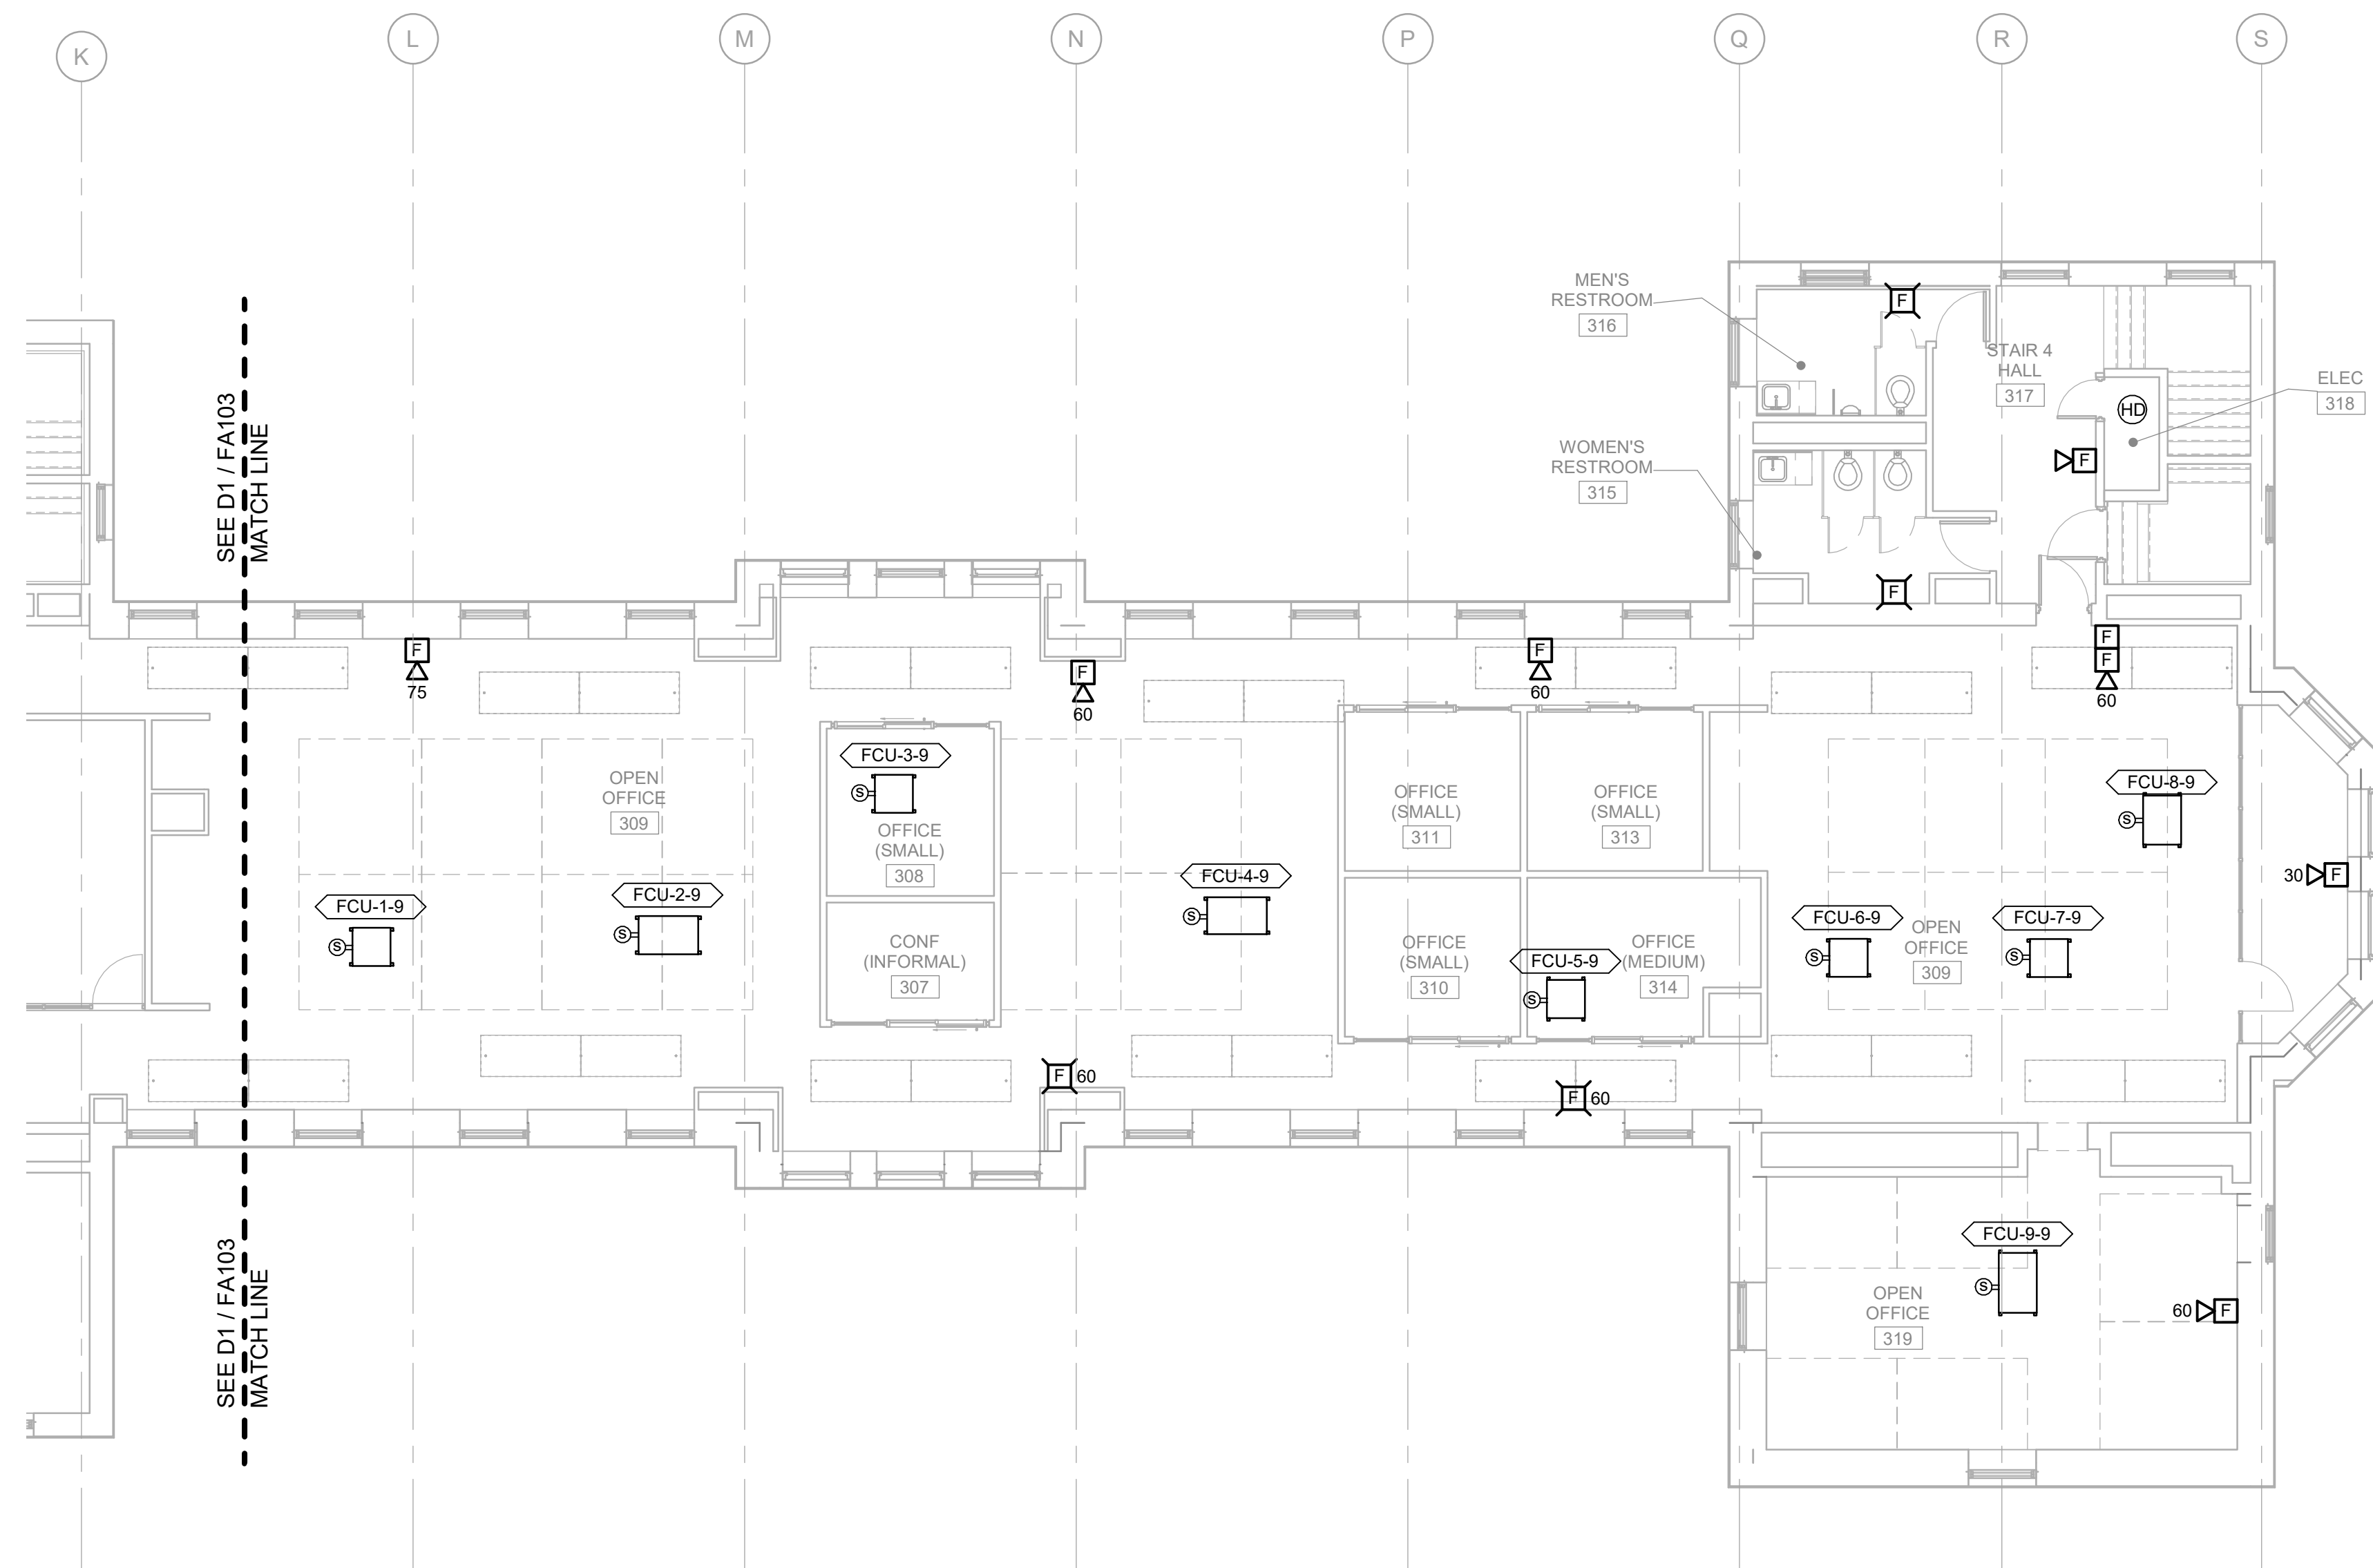 K
L
M
N
P
Q
R
S
MEN'S
RESTROOM
316
F
STAIR 4
HALL
317
ELEC
318
HD
SEE D1 / FA103
MATCH LINE
WOMEN'S
RESTROOM
315
F
F
F
75
F
60
F
60
F
F
60
FCU-3-9
S
OFFICE
(SMALL)
308
OPEN
OFFICE
309
OFFICE
(SMALL)
311
OFFICE
(SMALL)
313
FCU-8-9
S
FCU-1-9
S
FCU-2-9
S
FCU-4-9
S
30
F
CONF
(INFORMAL)
307
OFFICE
(SMALL)
310
FCU-5-9
S
OFFICE
(MEDIUM)
314
FCU-6-9
S
OPEN
OFFICE
309
FCU-7-9
S
F 60
F 60
SEE D1 / FA103
MATCH LINE
FCU-9-9
S
OPEN
OFFICE
319
60
F